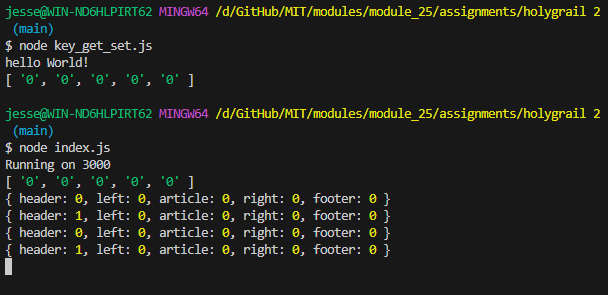 jesse@WIN-ND6HLPIRT62 MINGW64 /d/GitHub/MIT/modules/module_25/assignments/holygrail 2
 (main)
$ node key_get_set.js
hello World!
[ '0', '0', '0', '0', '0' ]
jesse@WIN-ND6HLPIRT62 MINGW64 /d/GitHub/MIT/modules/module_25/assignments/holygrail 2
 (main)
$ node index.js
Running on 3000
[ '0', '0', '0', '0', '0' ]
{ header: 0, left: 0, article: 0, right: 0, footer: 0 }
{ header: 1, left: 0, article: 0, right: 0, footer: 0 }
{ header: 0, left: 0, article: 0, right: 0, footer: 0 }
{ header: 1, left: 0, article: 0, right: 0, footer: 0 }